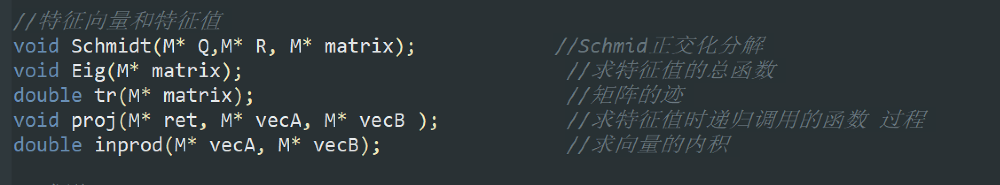 //特征向量和特征值
void Schmidt(M* Q,M* R, M* matrix); //Schmid正交化分解
void Eig(M* matrix); //求特征值的总函数
double tr(M* matrix); //矩阵的迹
void proj(M* ret, M* vecA, M* vecB ); //求特征值时递归调用的函数 过程
double inprod(M* vecA, M* vecB); //求向量的内积